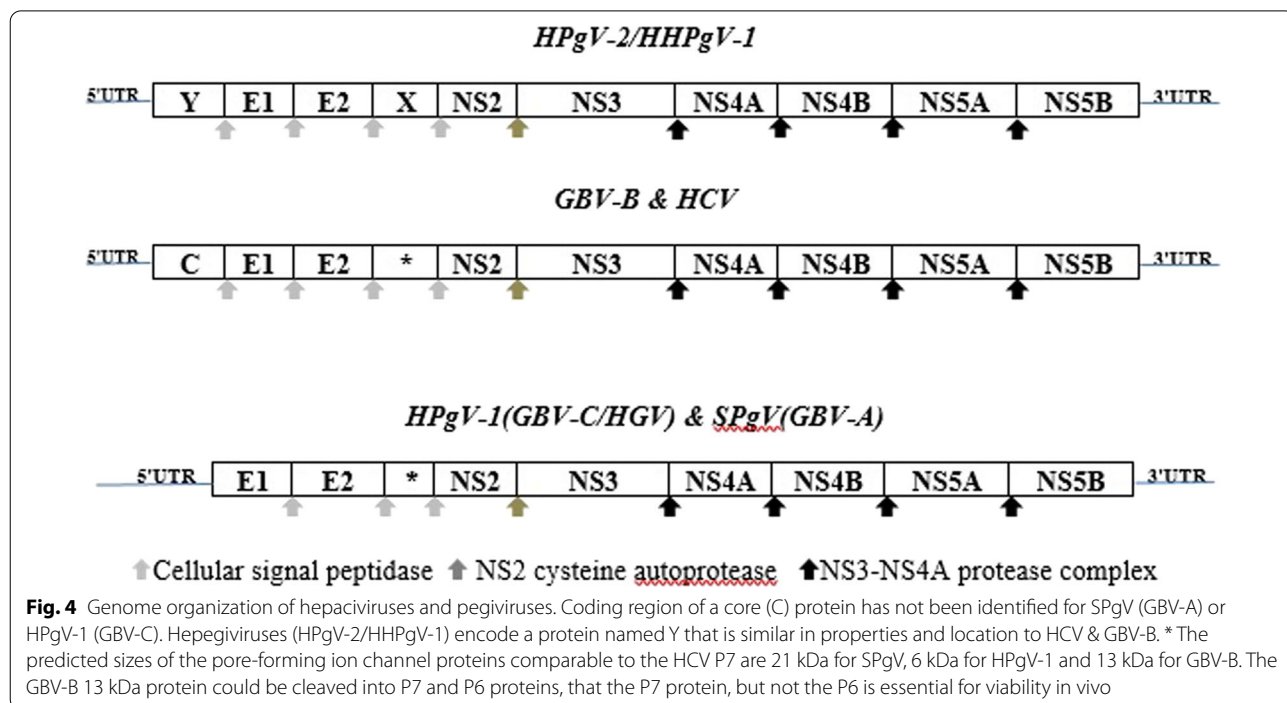 HPgV-2/HHPgV-1
5'UTR Y E1 E2 X NS2 NS3 NS4A NS4B NS5A NS5B 3'UTR
GBV-B & HCV
5'UTR C E1 E2 * NS2 NS3 NS4A NS4B NS5A NS5B 3'UTR
HPgV-1(GBV-C/HGV) & SPgV(GBV-A)
5'UTR E1 E2 * NS2 NS3 NS4A NS4B NS5A NS5B 3'UTR
Cellular signal peptidase NS2 cysteine autoprotease NS3-NS4A protease complex
Fig. 4 Genome organization of hepaciviruses and pegiviruses. Coding region of a core (C) protein has not been identified for SPgV (GBV-A) or
HPgV-1 (GBV-C). Hepegiviruses (HPgV-2/HHPgV-1) encode a protein named Y that is similar in properties and location to HCV & GBV-B. * The
predicted sizes of the pore-forming ion channel proteins comparable to the HCV P7 are 21 kDa for SPgV, 6 kDa for HPgV-1 and 13 kDa for GBV-B. The
GBV-B 13 kDa protein could be cleaved into P7 and P6 proteins, that the P7 protein, but not the P6 is essential for viability in vivo